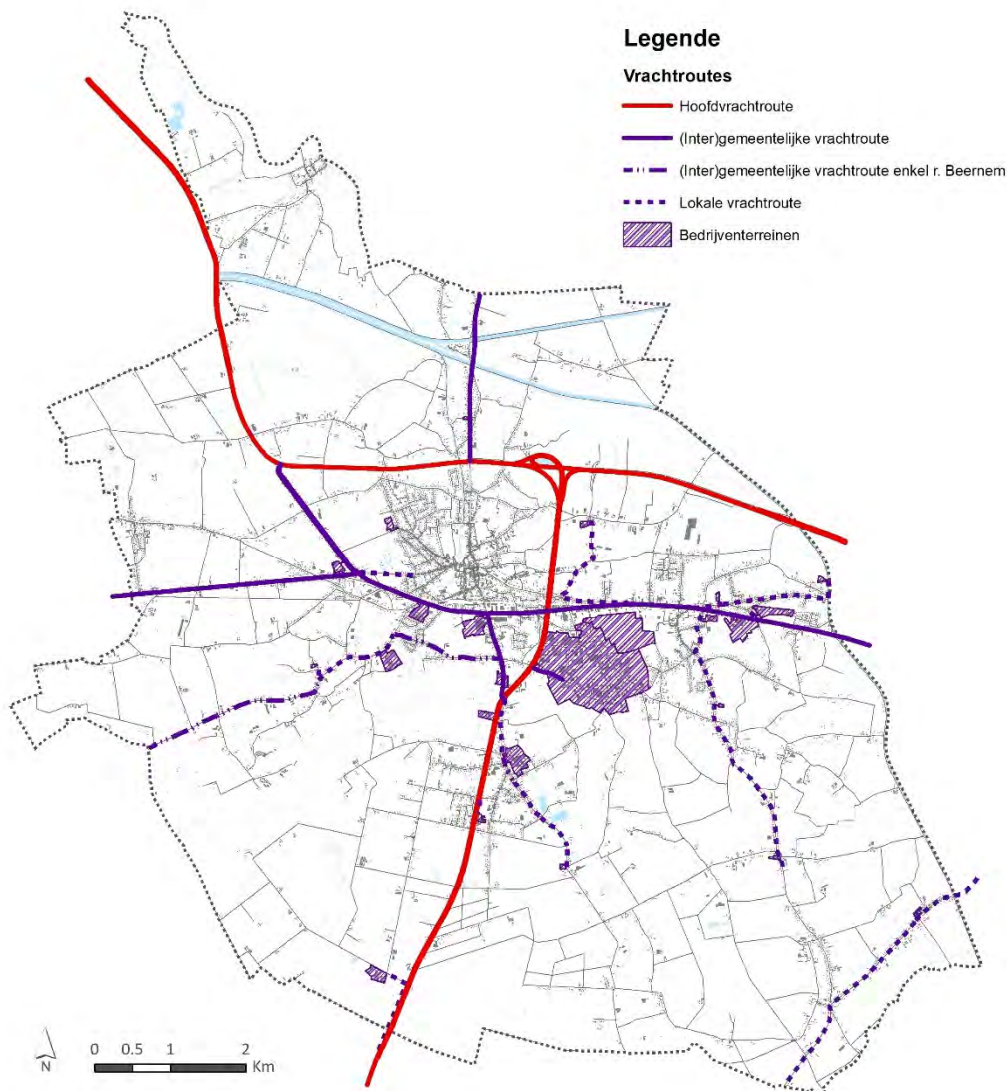 Legende
Vrachtroutes
Hoofdvrachtroute
(Inter)gemeentelijke vrachtroute
(Inter)gemeentelijke vrachtroute enkel r. Beernem
Lokale vrachtroute
Bedrijventerreinen
N
0 0.5 1 2
Km